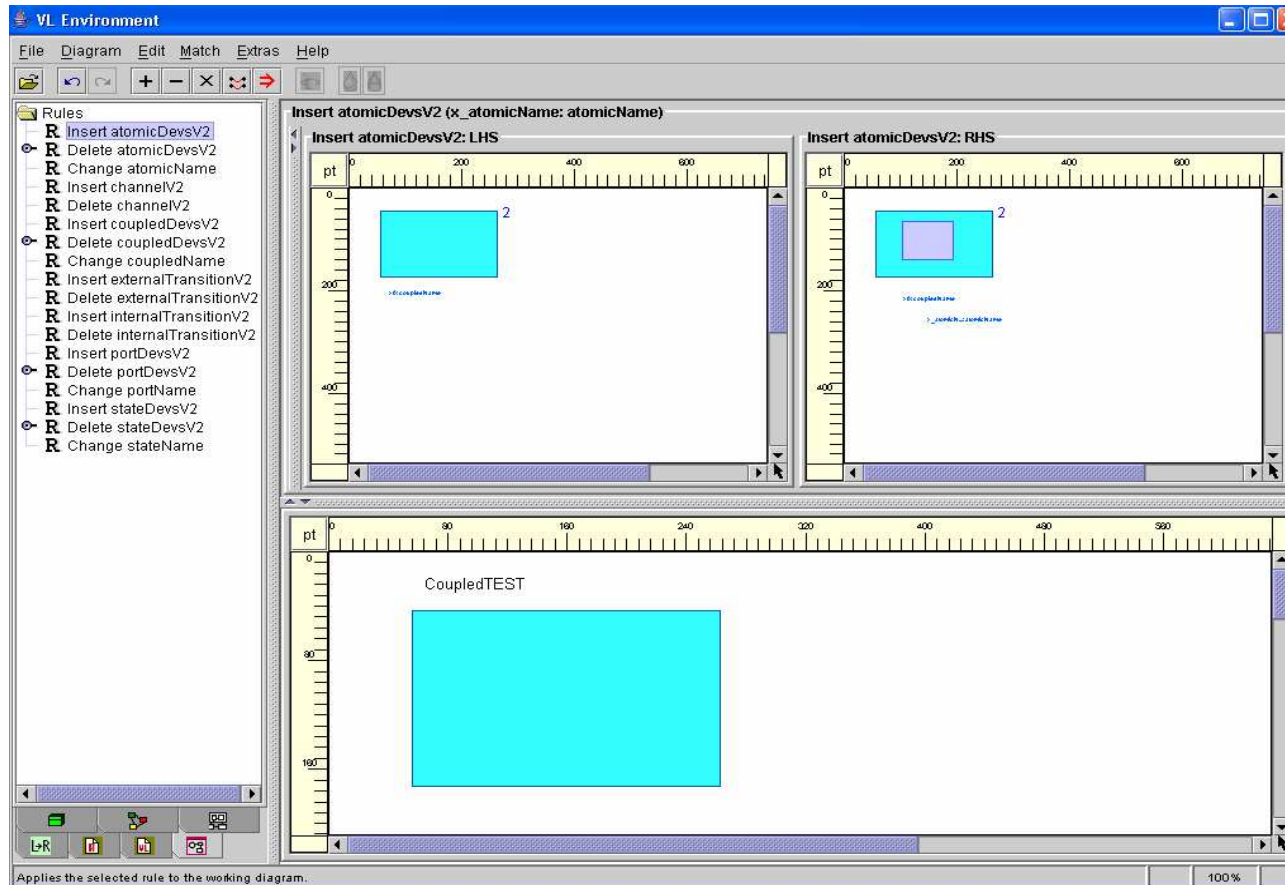 VL Environment
File Diagram Edit Match Extras Help
Rules
R Insert atomicDevsV2
R Delete atomicDevsV2
R Change atomicName
R Insert channelV2
R Delete channelV2
R Insert coupledDevsV2
R Delete coupledDevsV2
R Change coupledName
R Insert externalTransitionV2
R Delete externalTransitionV2
R Insert internalTransitionV2
R Delete internalTransitionV2
R Insert portDevsV2
R Delete portDevsV2
R Change portName
R Insert stateDevsV2
R Delete stateDevsV2
R Change stateName
L→R
Insert atomicDevsV2 (x_atomicName: atomicName)
Insert atomicDevsV2: LHS
pt 0 200 400 600
0
200
400
2
Insert atomicDevsV2: RHS
pt 0 200 400 600
0
200
400
2
pt 0 80 160 240 320 400 480 560
0
80
160
CoupledTEST
Applies the selected rule to the working diagram.
100%